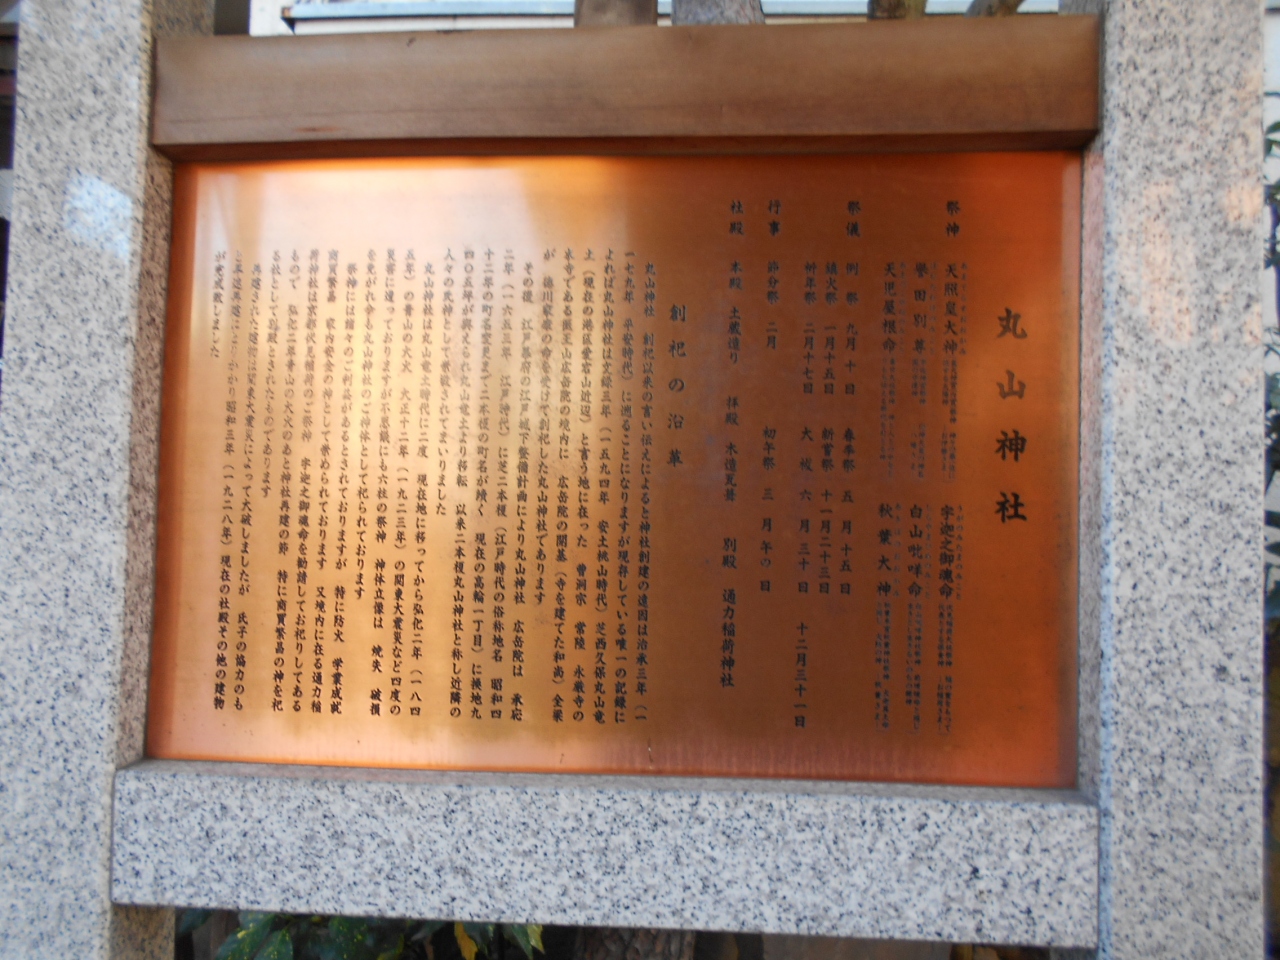 丸山神社
祭神 天照皇大神 宇迦之御魂命
誉田別尊 白山毗咩命
天児屋根命 秋葉大神
祭儀 例祭 九月十日 春季祭 五月十五日
鎮火祭 一月十五日 新嘗祭 十一月二十三日
祈年祭 二月十七日 大祓 六月三十日 十二月三十一日
行事 節分祭 二月 初午祭 三月午の日
社殿 本殿 土蔵造り 拝殿 木造瓦葺 別殿 通力稲荷神社
創祀の沿革
丸山神社 創祀以来の言い伝えによると神社創建の遠因は治承三年(一
一七九年 平安時代)に遡ることになりますが現存している唯一の記録に
よれば丸山神社は文録三年(一五九四年 安土桃山時代)芝西久保丸山竜
土(現在の港区愛宕山近辺)と言う地に在った 曹洞宗 常陸 永厳寺の
末寺である 王山広岳院の境内に 広岳院の開基(寺を建てた和尚)全栄
が 徳川家康の命を受けて創祀した丸山神社であります
その後 江戸幕府の江戸城下整備計画により丸山神社 広岳院は 承応
二年(一六五三年 江戸時代)に芝二本榎(江戸時代の俗称地名 昭和四
十二年の町名変更まで二本榎の町名が続く 現在の高輪一丁目)に換地九
四〇五坪が与えられ丸山竜土より移転 以来二本榎丸山神社と称し近隣の
人々の氏神として崇敬されてまいりました
丸山神社は丸山竜土時代に二度 現在地に移ってから弘化二年(一八四
五年)の青山の大火 大正十二年(一九二三年)の関東大震災など四度の
災害に遭っておりますが不思議にも六社の祭神 神体立像は 焼失 破損
を免がれ今も丸山神社のご神体として祀られております
祭神には諸々のご利益があるとされておりますが 特に防火 学業成就
商買繁昌 家内安全の神として崇められております 又境内に在る通力稲
荷神社は京都伏見稲荷のご祭神 宇迦之御魂命を勧請してお祀りしてある
もので 弘化二年青山の大火のあと神社再建の節 特に商買繁昌の神を祀
る社として別殿とされたものであります
再建された建物は関東大震災によって大破しましたが 氏子の協力のも
と再建 かかり昭和三年(一九二八年)現在の社殿その他の建物
が完成致しました